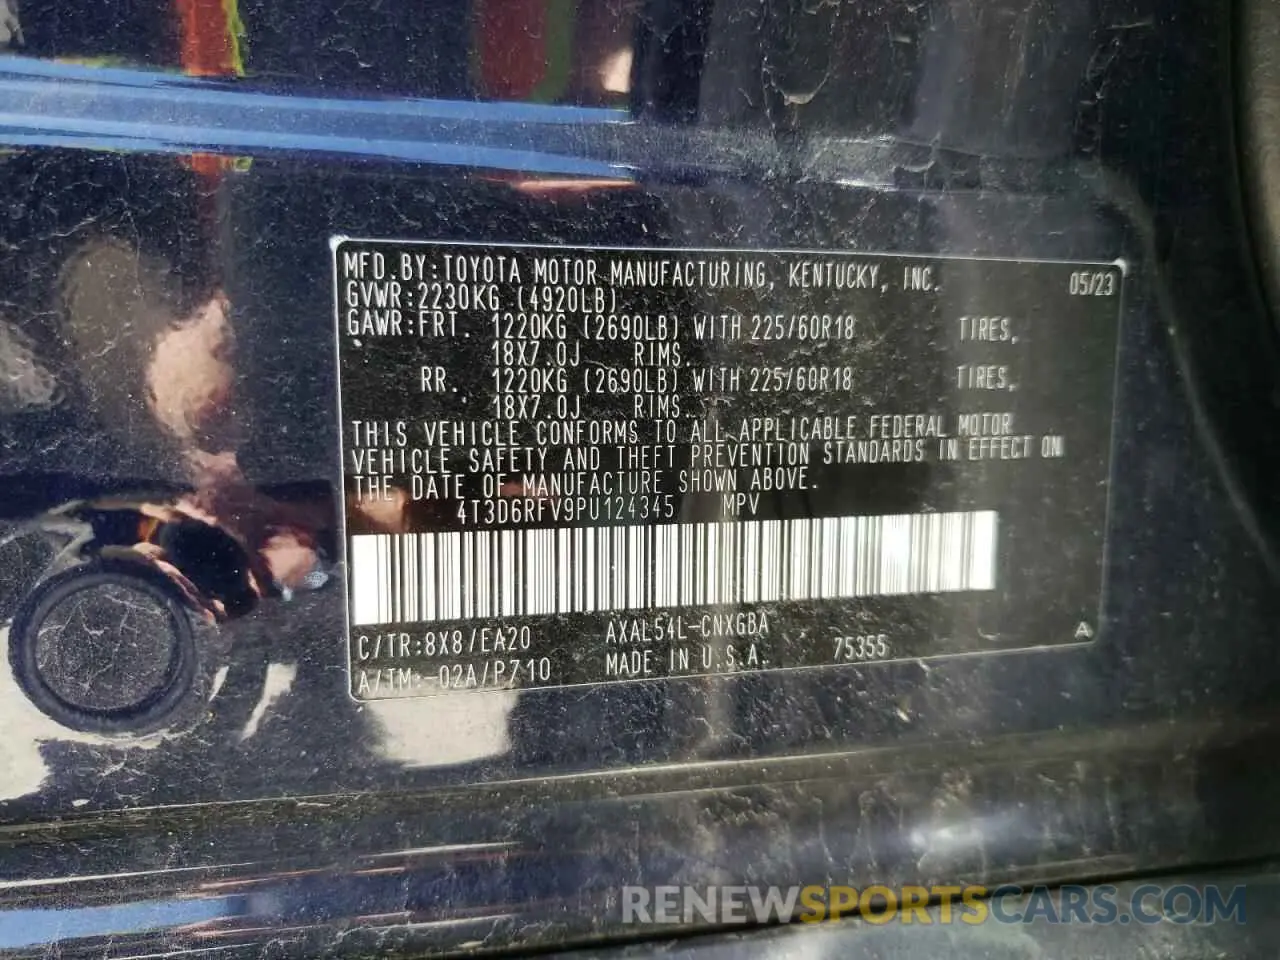 MFD.BY:TOYOTA MOTOR MANUFACTURING, KENTUCKY, INC. 05/23
GVWR:2230KG (4920LB)
GAWR:FRT. 1220KG (2690LB) WITH 225/60R18 TIRES,
18X7.0J RIMS.
RR. 1220KG (2690LB) WITH 225/60R18 TIRES,
18X7.0J RIMS.
THIS VEHICLE CONFORMS TO ALL APPLICABLE FEDERAL MOTOR
VEHICLE SAFETY AND THEFT PREVENTION STANDARDS IN EFFECT ON
THE DATE OF MANUFACTURE SHOWN ABOVE.
4T3D6RFV9PU124345 MPV
C/TR:8X8/EA20 AXAL54L-CNXGBA
A/TM:-02A/P710 MADE IN U.S.A. 75355 A
RENEWSPORTSCARS.COM